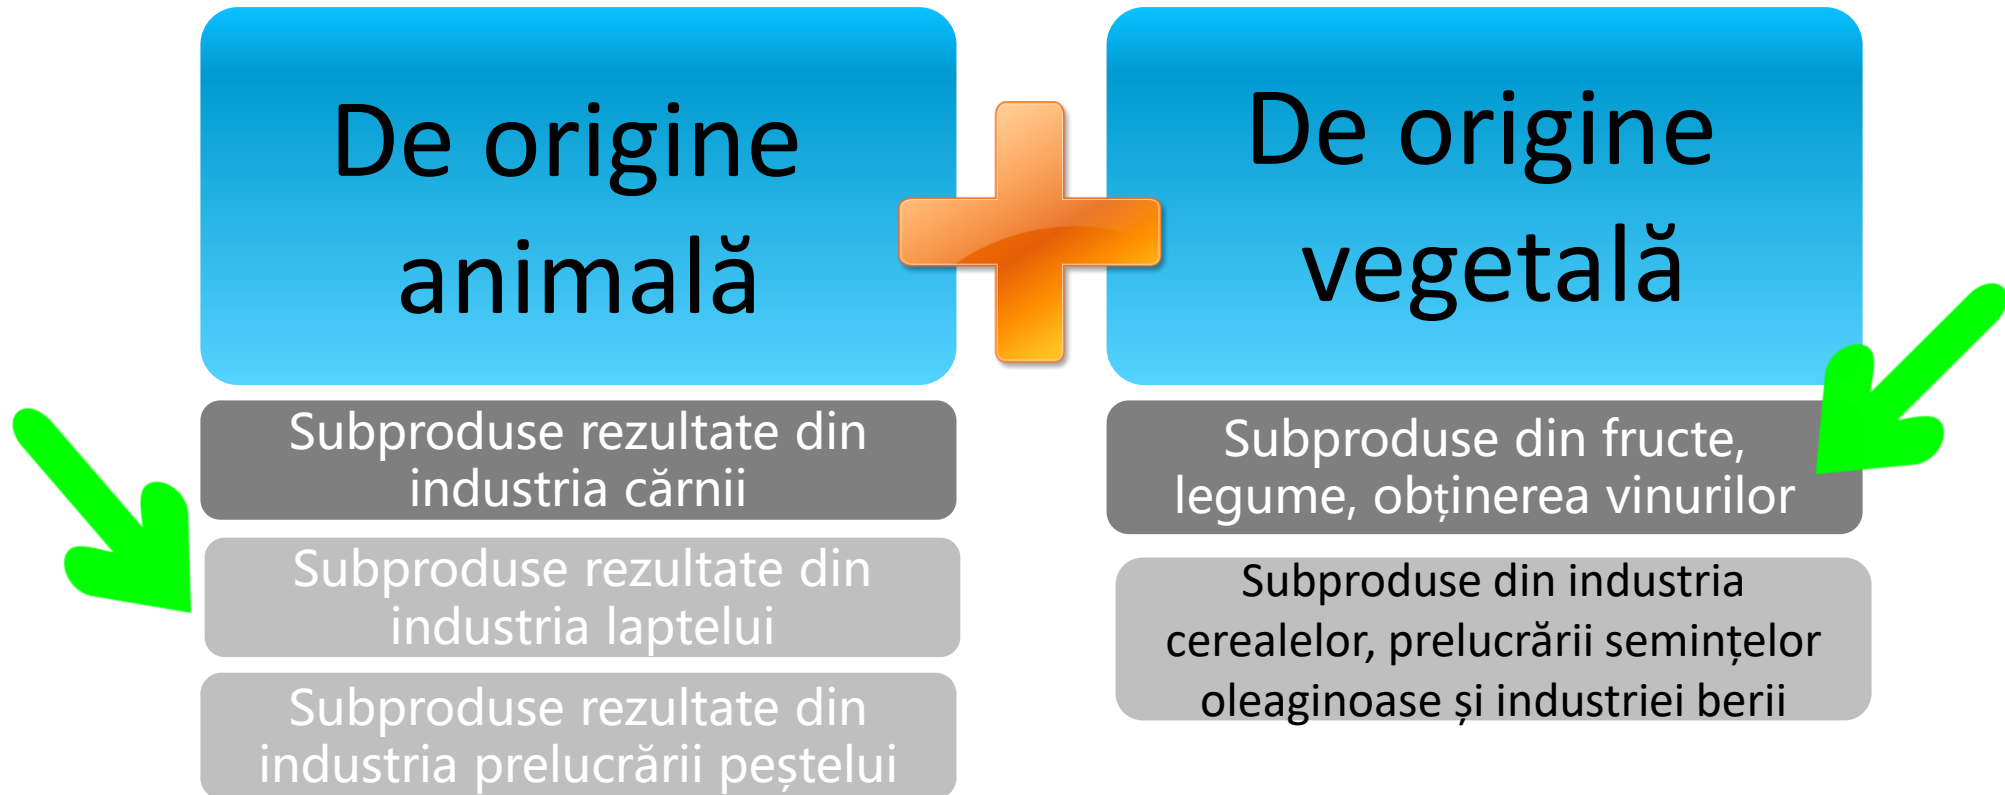 De origine
animală
Subproduse rezultate din
industria cărnii
Subproduse rezultate din
industria laptelui
Subproduse rezultate din
industria prelucrării peștelui
De origine
vegetală
Subproduse din fructe,
legume, obținerea vinurilor
Subproduse din industria
cerealelor, prelucrării semințelor
oleaginoase și industriei berii